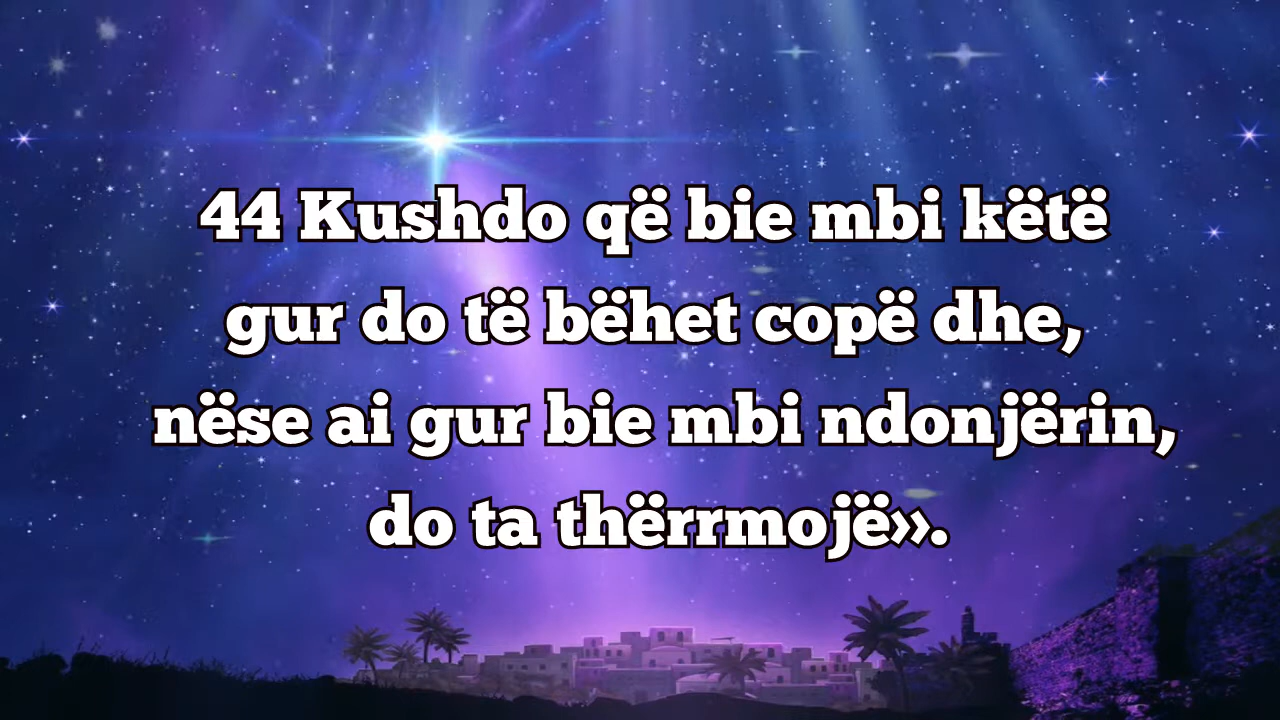 44 Kushdo që bie mbi këtë
gur do të bëhet copë dhe,
nëse ai gur bie mbi ndonjërin,
do ta thërrmojë».